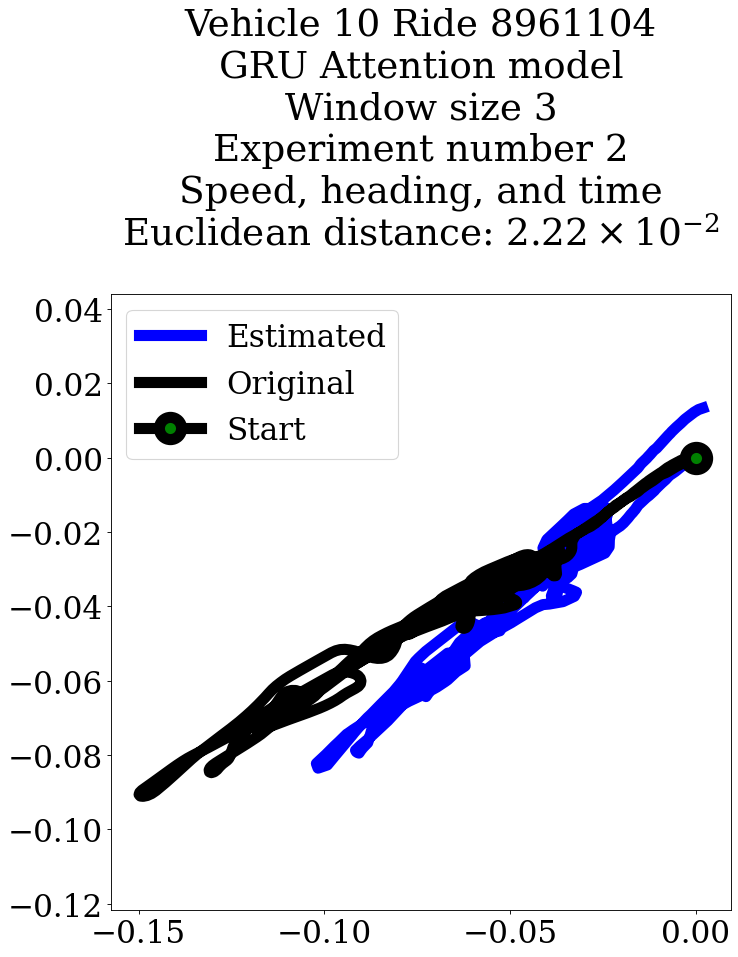 Vehicle 10 Ride 8961104
GRU Attention model
Window size 3
Experiment number 2
Speed, heading, and time
Euclidean distance: 2.22 × 10⁻²
0.04
Estimated
0.02
Original
Start
0.00
−0.02
−0.04
−0.06
−0.08
−0.10
−0.12
−0.15 −0.10 −0.05 0.00